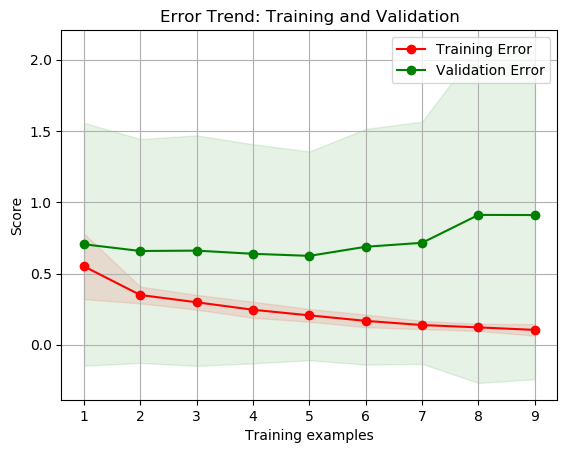 Error Trend: Training and Validation
Training Error
Validation Error
Score
2.0
1.5
1.0
0.5
0.0
1 2 3 4 5 6 7 8 9
Training examples